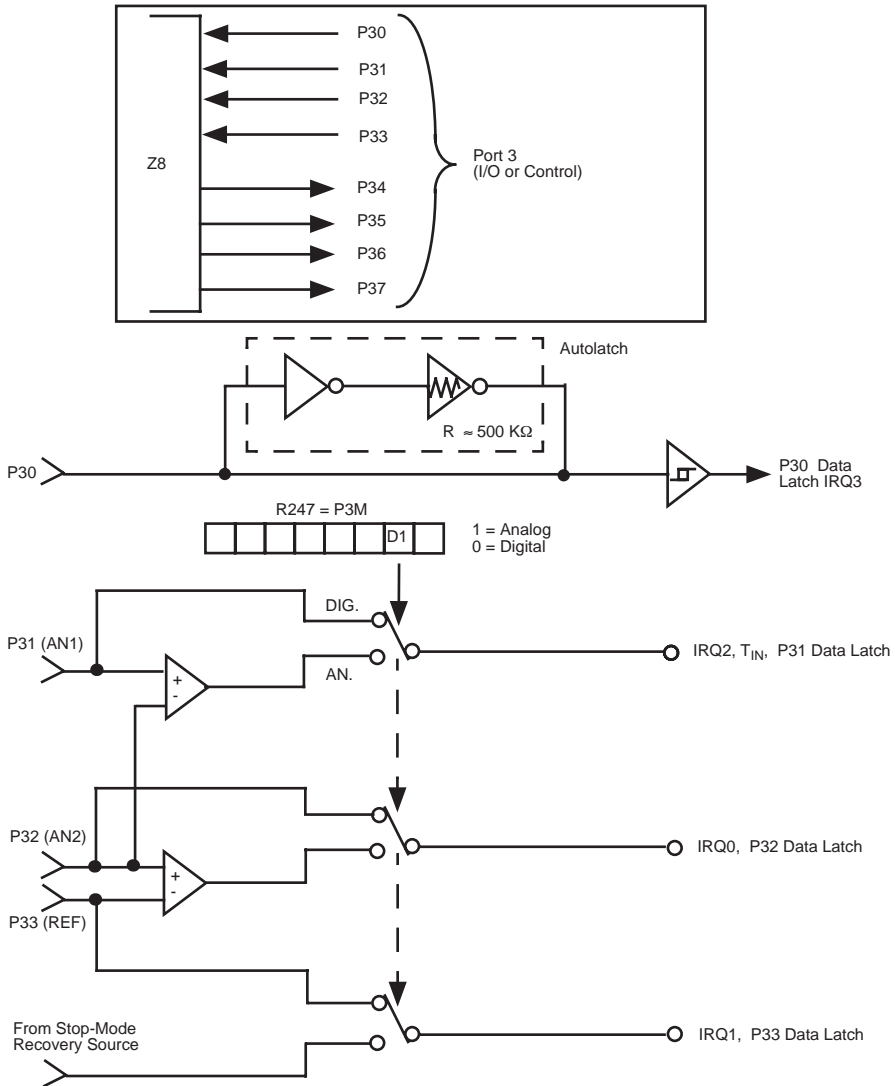 P30
P31
P32
P33
Z8
Port 3
(I/O or Control)
P34
P35
P36
P37
Autolatch
R ≈ 500 KΩ
P30
P30 Data
Latch IRQ3
R247 = P3M
D1
1 = Analog
0 = Digital
DIG.
P31 (AN1)
IRQ2, TIN, P31 Data Latch
AN.
+
-
P32 (AN2)
IRQ0, P32 Data Latch
+
-
P33 (REF)
From Stop-Mode
Recovery Source
IRQ1, P33 Data Latch